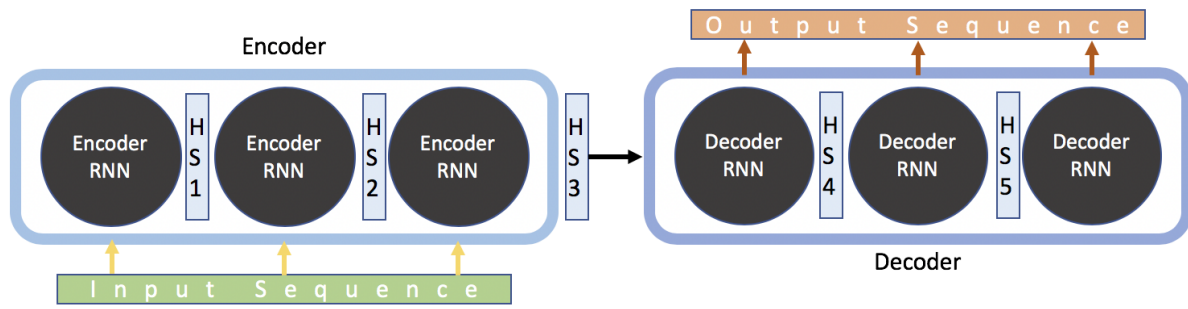 Encoder
Encoder RNN
HS1
Encoder RNN
HS2
Encoder RNN
HS3
Input Sequence
Output Sequence
Decoder RNN
HS4
Decoder RNN
HS5
Decoder RNN
Decoder